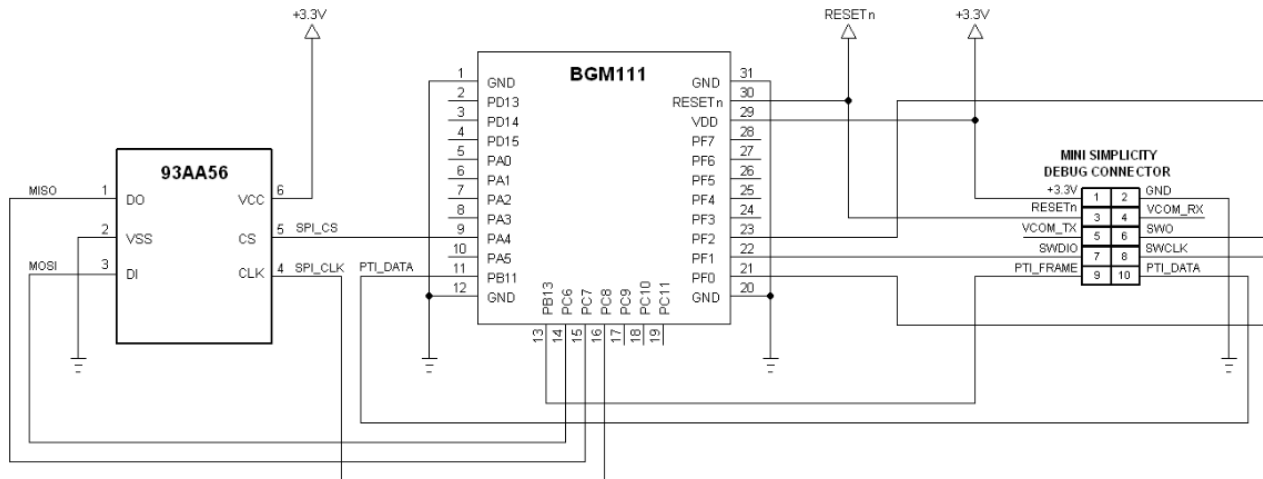 +3.3V
RESETn
+3.3V
BGM111
1 GND
2 PD13
3 PD14
4 PD15
5 PA0
6 PA1
7 PA2
8 PA3
9 PA4
10 PA5
11 PB11
12 GND
31 GND
30 RESETn
29 VDD
28 PF7
27 PF6
26 PF5
25 PF4
24 PF3
23 PF2
22 PF1
21 PF0
20 GND
PB13 PC6 PC7 PC8 PC9 PC10 PC11
13 14 15 16 17 18 19
93AA56
MISO 1 DO
2 VSS
MOSI 3 DI
VCC 6
CS 5 SPI_CS
CLK 4 SPI_CLK
PTI_DATA
MINI SIMPLICITY
DEBUG CONNECTOR
+3.3V 1 2 GND
RESETn 3 4 VCOM_RX
VCOM_TX 5 6 SWO
SWDIO 7 8 SWCLK
PTI_FRAME 9 10 PTI_DATA